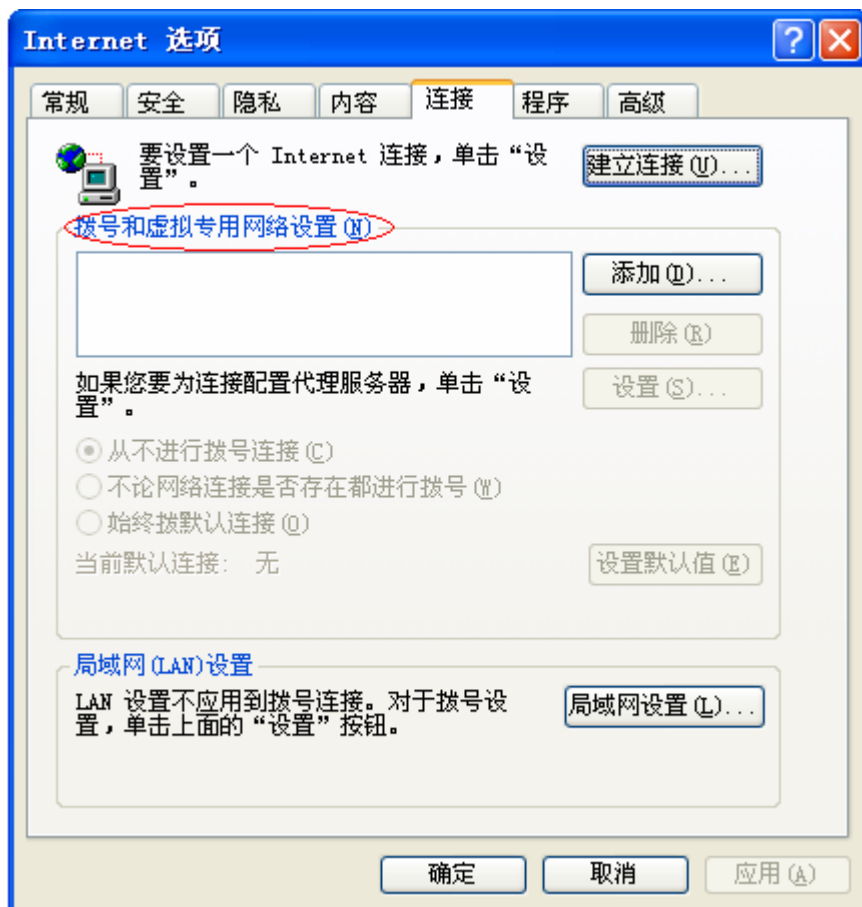 Internet 选项
常规 安全 隐私 内容 连接 程序 高级
要设置一个 Internet 连接，单击“设
置”。
建立连接(U)...
拨号和虚拟专用网络设置(N)
添加(D)...
删除(R)
如果您要为连接配置代理服务器，单击“设
置”。
设置(S)...
从不进行拨号连接(C)
不论网络连接是否存在都进行拨号(W)
始终拨默认连接(O)
当前默认连接: 无
设置默认值(E)
局域网(LAN)设置
LAN 设置不应用到拨号连接。对于拨号设
置，单击上面的“设置”按钮。
局域网设置(L)...
确定 取消 应用(A)